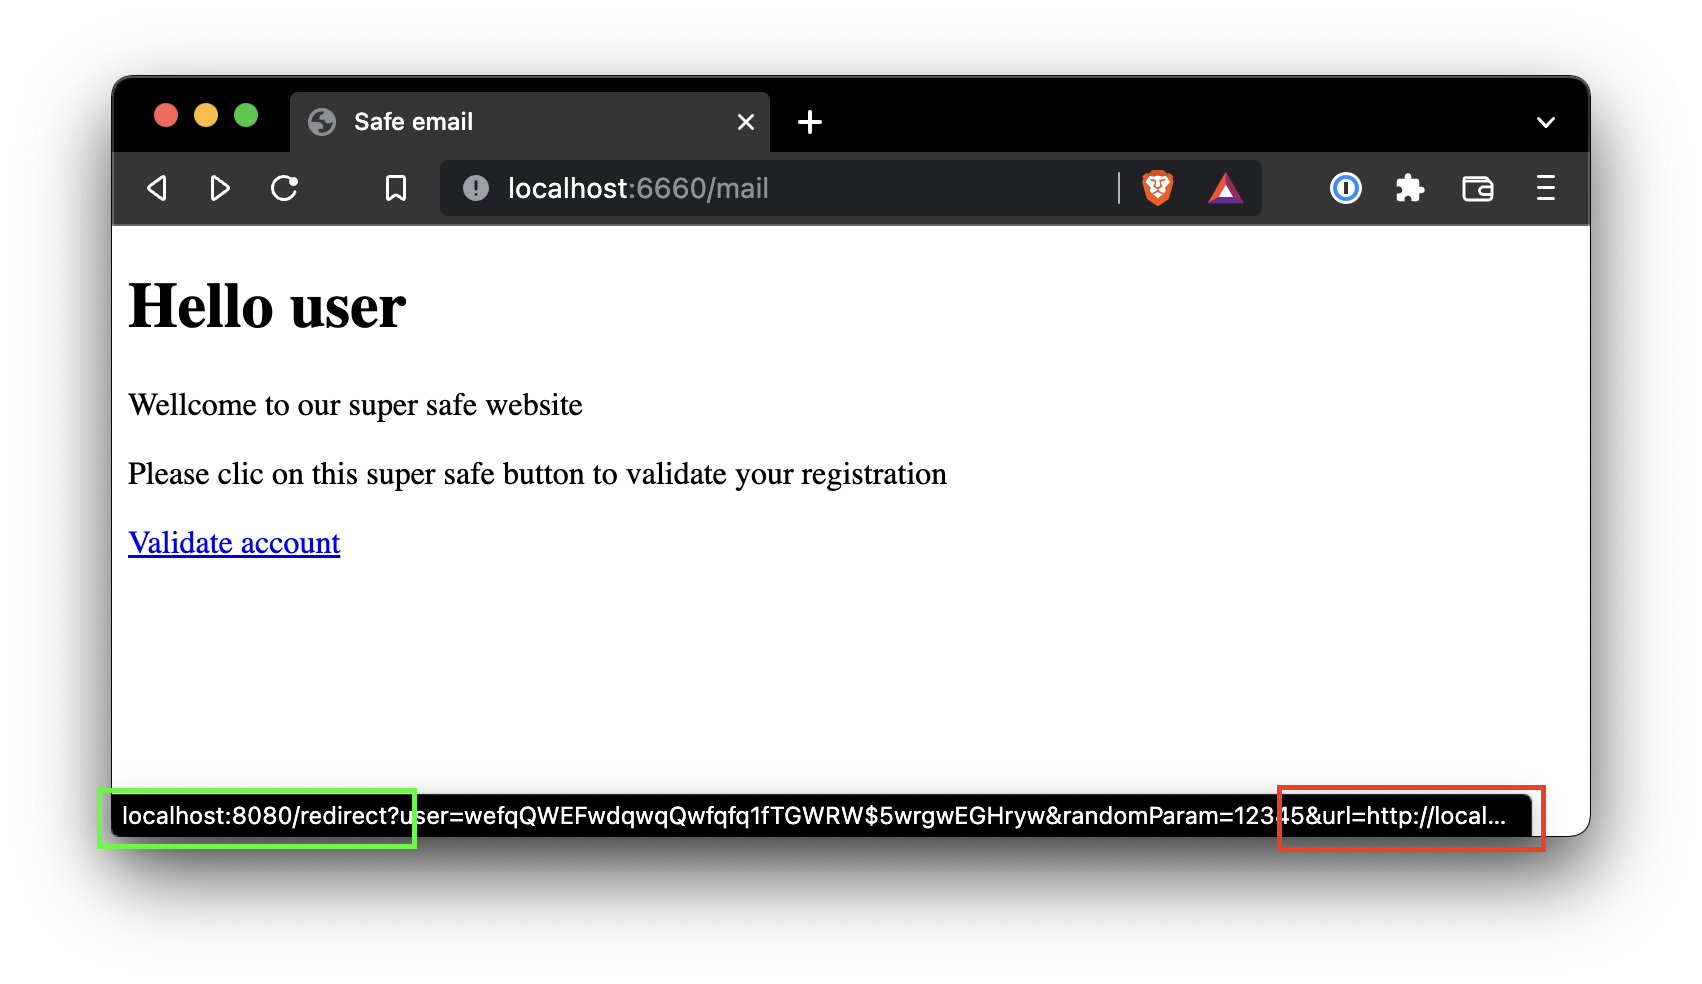 Safe email
localhost:6660/mail
Hello user
Wellcome to our super safe website
Please clic on this super safe button to validate your registration
Validate account
localhost:8080/redirect?user=wefqQWEFwdqwqQwfqfq1fTGWRW$5wrgwEGHryw&randomParam=12345&url=http://local...